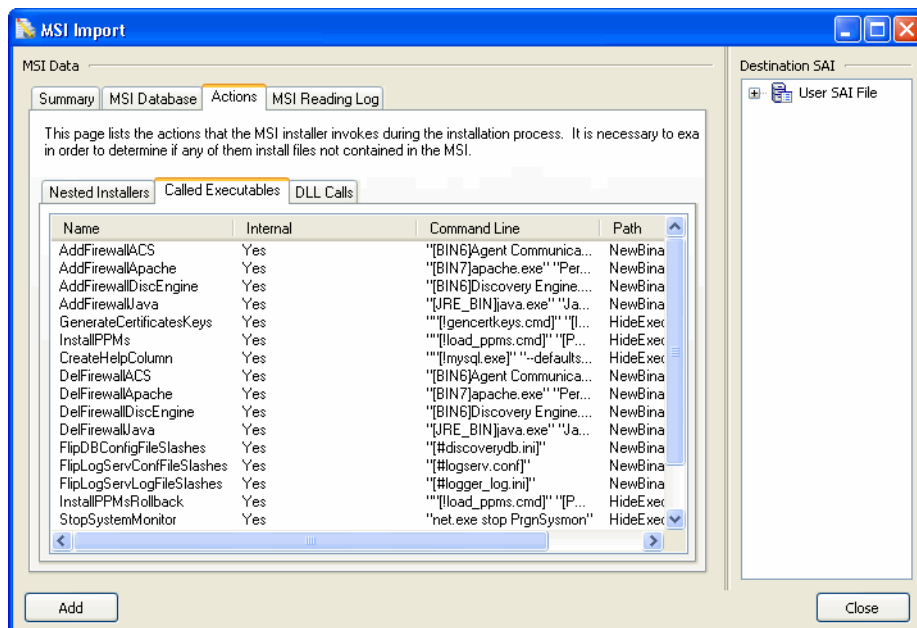 MSI Import
MSI Data
Destination SAI
Summary MSI Database Actions MSI Reading Log
User SAI File
This page lists the actions that the MSI installer invokes during the installation process. It is necessary to exa
in order to determine if any of them install files not contained in the MSI.
Nested Installers Called Executables DLL Calls
Name Internal Command Line Path
AddFirewallACS Yes "[BIN6]Agent Communica... NewBina
AddFirewallApache Yes "[BIN7]apache.exe" "Per... NewBina
AddFirewallDiscEngine Yes "[BIN6]Discovery Engine.... NewBina
AddFirewallJava Yes "[JRE_BIN]java.exe" "Ja... NewBina
GenerateCertificatesKeys Yes ""[!gencertkeys.cmd]" "[I... HideExec
InstallPPMs Yes ""[!load_ppms.cmd]" "[P... HideExec
CreateHelpColumn Yes ""[!mysql.exe]" "--defaults... HideExec
DelFirewallACS Yes "[BIN6]Agent Communica... NewBina
DelFirewallApache Yes "[BIN7]apache.exe" "Per... NewBina
DelFirewallDiscEngine Yes "[BIN6]Discovery Engine.... NewBina
DelFirewallJava Yes "[JRE_BIN]java.exe" "Ja... NewBina
FlipDBConfigFileSlashes Yes "[#discoverydb.ini]" NewBina
FlipLogServConfFileSlashes Yes "[#logserv.conf]" NewBina
FlipLogServLogFileSlashes Yes "[#logger_log.ini]" NewBina
InstallPPMsRollback Yes ""[!load_ppms.cmd]" "[P... HideExec
StopSystemMonitor Yes "net.exe stop PrgnSysmon" HideExec
Add Close